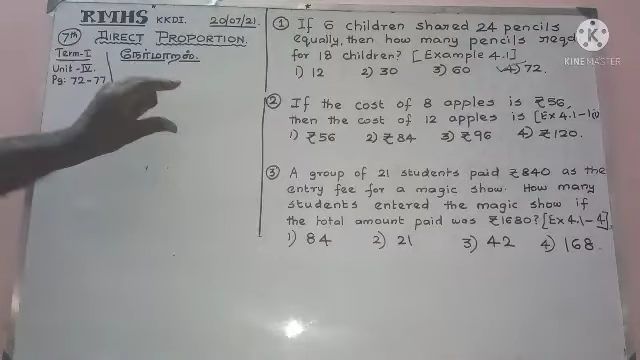 RMHS KKDI. 20/07/21.
7th DIRECT PROPORTION.
Term-I நேர்மாறல்.
Unit-IV.
Pg: 72-77
① If 6 children shared 24 pencils
equally, then how many pencils reqd
for 18 children? [Example 4.1]
1) 12 2) 30 3) 60 4) 72.
② If the cost of 8 apples is ₹56,
then the cost of 12 apples is [Ex 4.1-1(i)
1) ₹56 2) ₹84 3) ₹96 4) ₹120.
③ A group of 21 students paid ₹840 as the
entry fee for a magic show. How many
students entered the magic show if
the total amount paid was ₹1680? [Ex 4.1-4].
1) 84 2) 21 3) 42 4) 168.
KINEMASTER